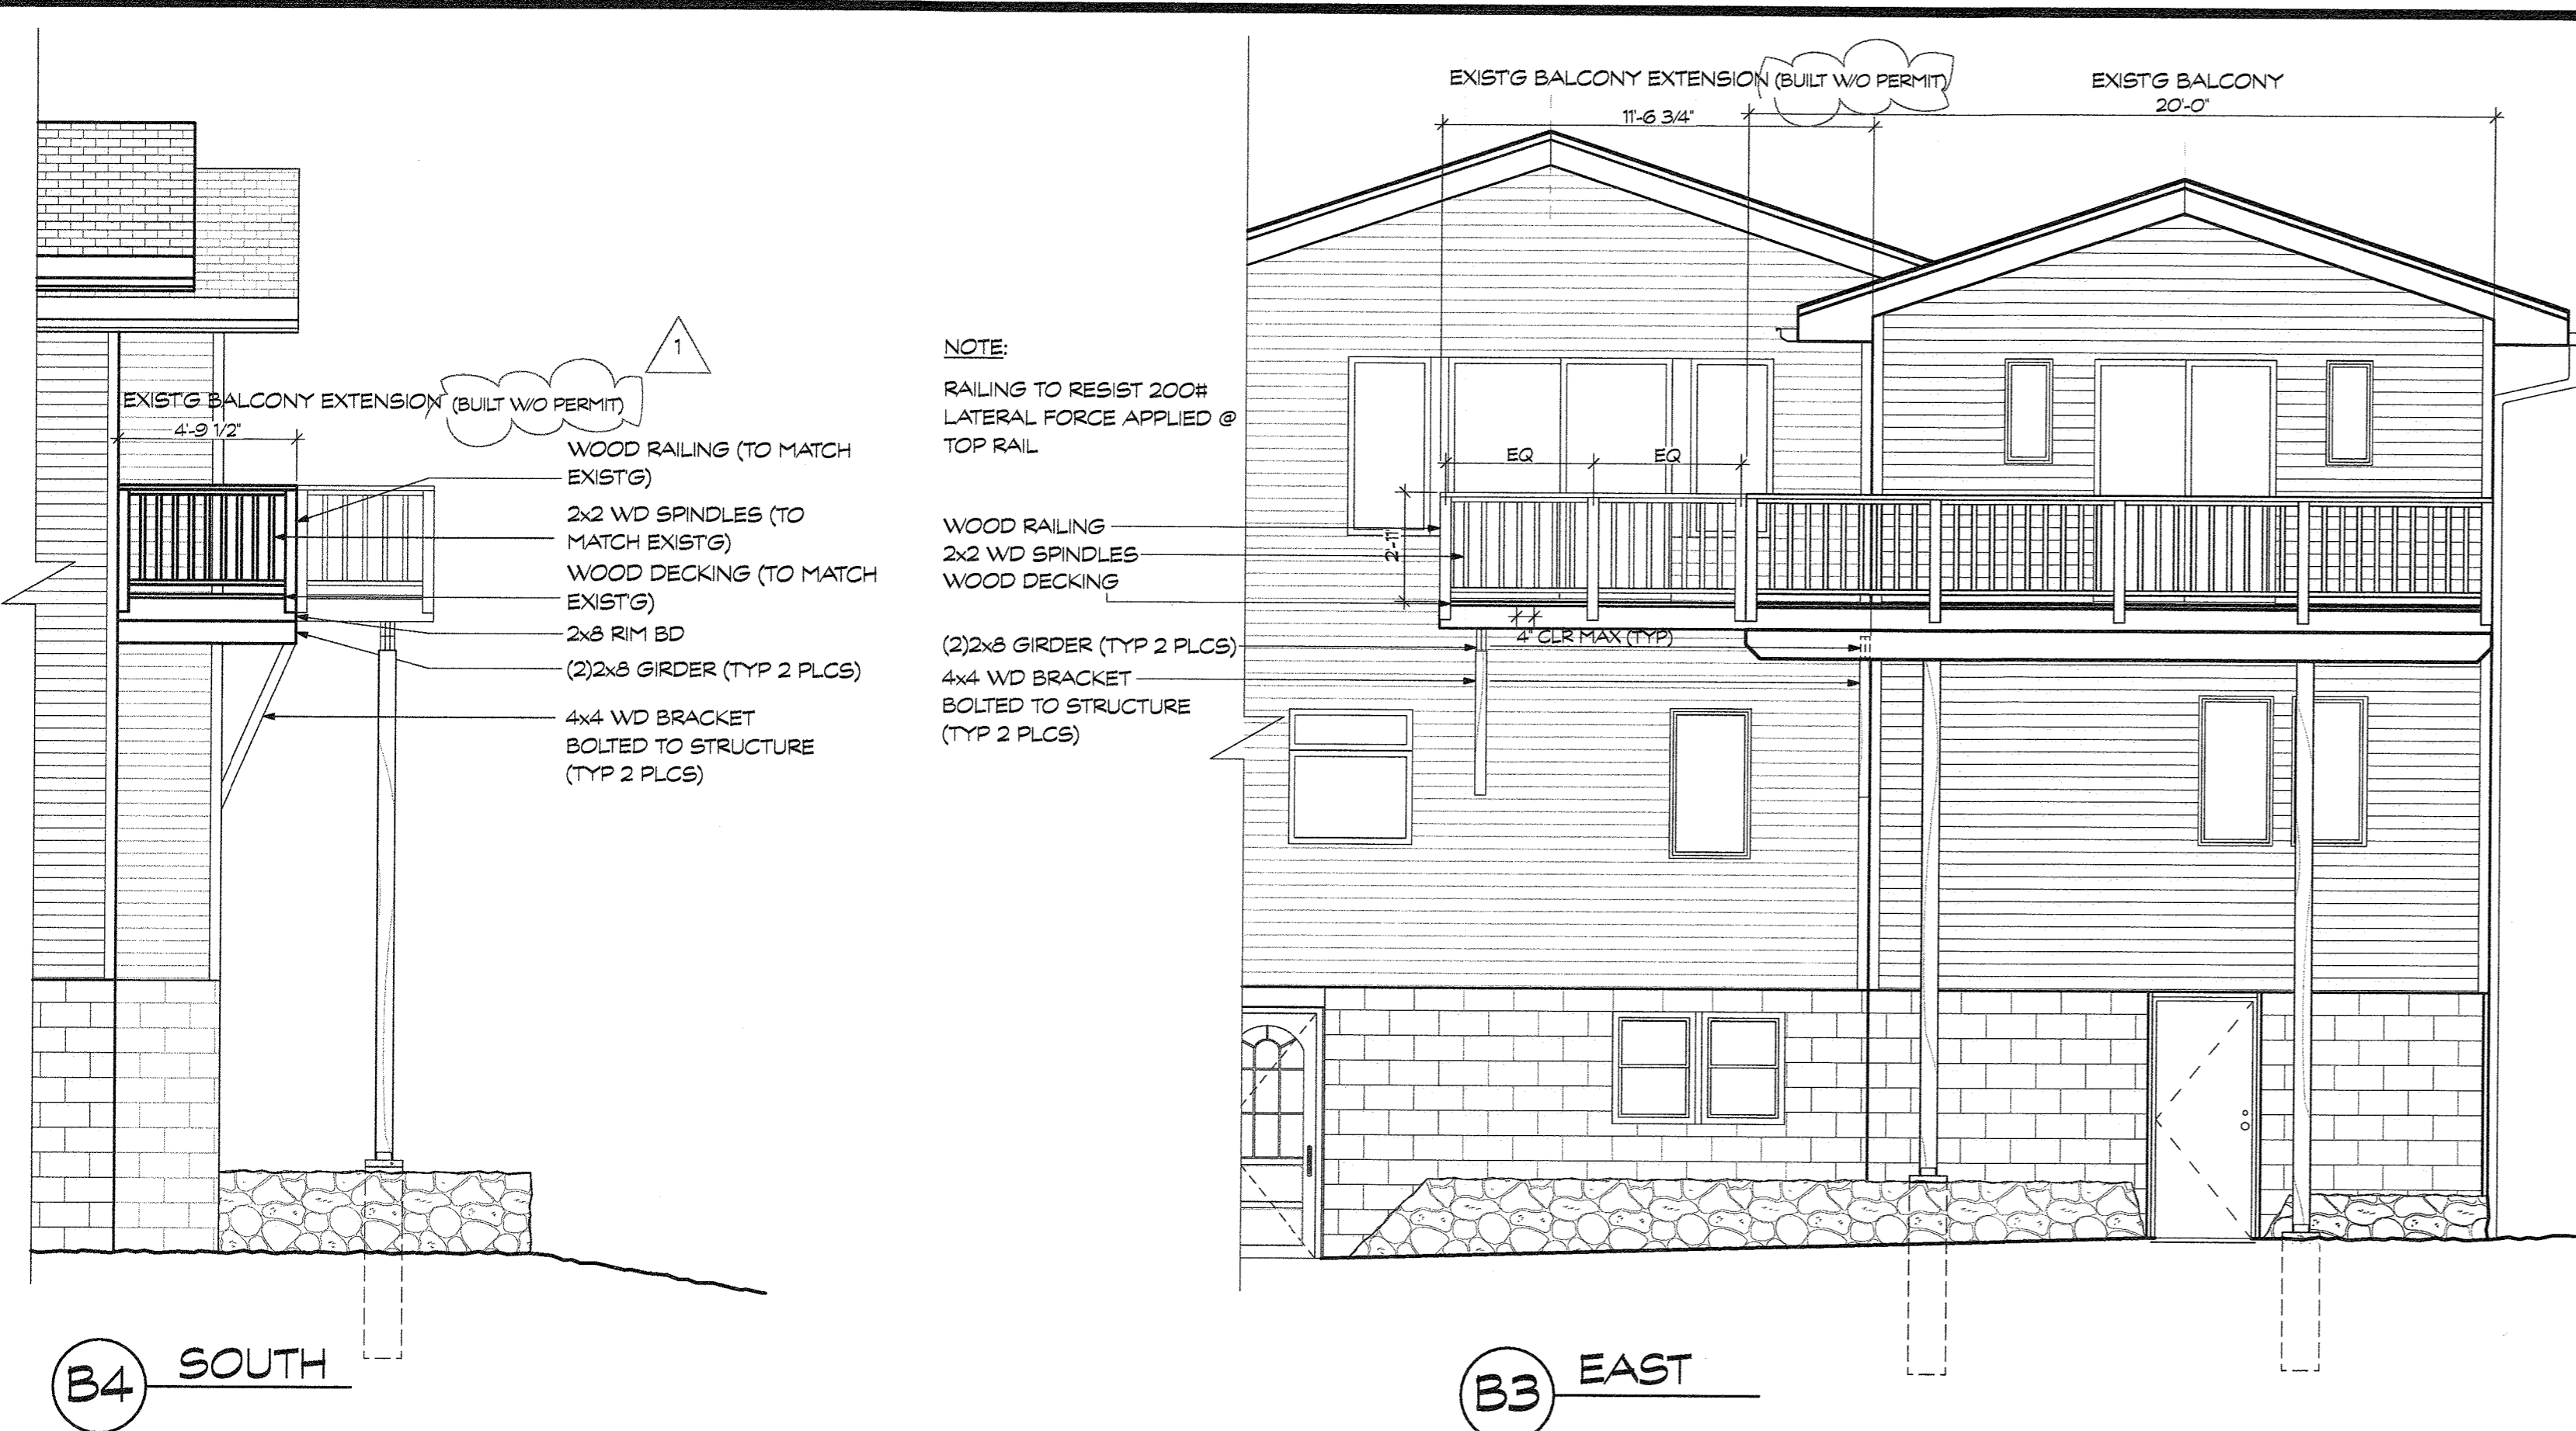 EXIST'G BALCONY EXTENSION (BUILT W/O PERMIT)
4'-9 1/2"
1
WOOD RAILING (TO MATCH
EXIST'G)
2x2 WD SPINDLES (TO
MATCH EXIST'G)
WOOD DECKING (TO MATCH
EXIST'G)
2x8 RIM BD
(2)2x8 GIRDER (TYP 2 PLCS)
4x4 WD BRACKET
BOLTED TO STRUCTURE
(TYP 2 PLCS)
B4 SOUTH
NOTE:
RAILING TO RESIST 200#
LATERAL FORCE APPLIED @
TOP RAIL
EXIST'G BALCONY EXTENSION (BUILT W/O PERMIT)
11'-6 3/4"
EXIST'G BALCONY
20'-0"
EQ EQ
2'-11"
WOOD RAILING
2x2 WD SPINDLES
WOOD DECKING
4" CLR MAX (TYP)
(2)2x8 GIRDER (TYP 2 PLCS)
4x4 WD BRACKET
BOLTED TO STRUCTURE
(TYP 2 PLCS)
B3 EAST